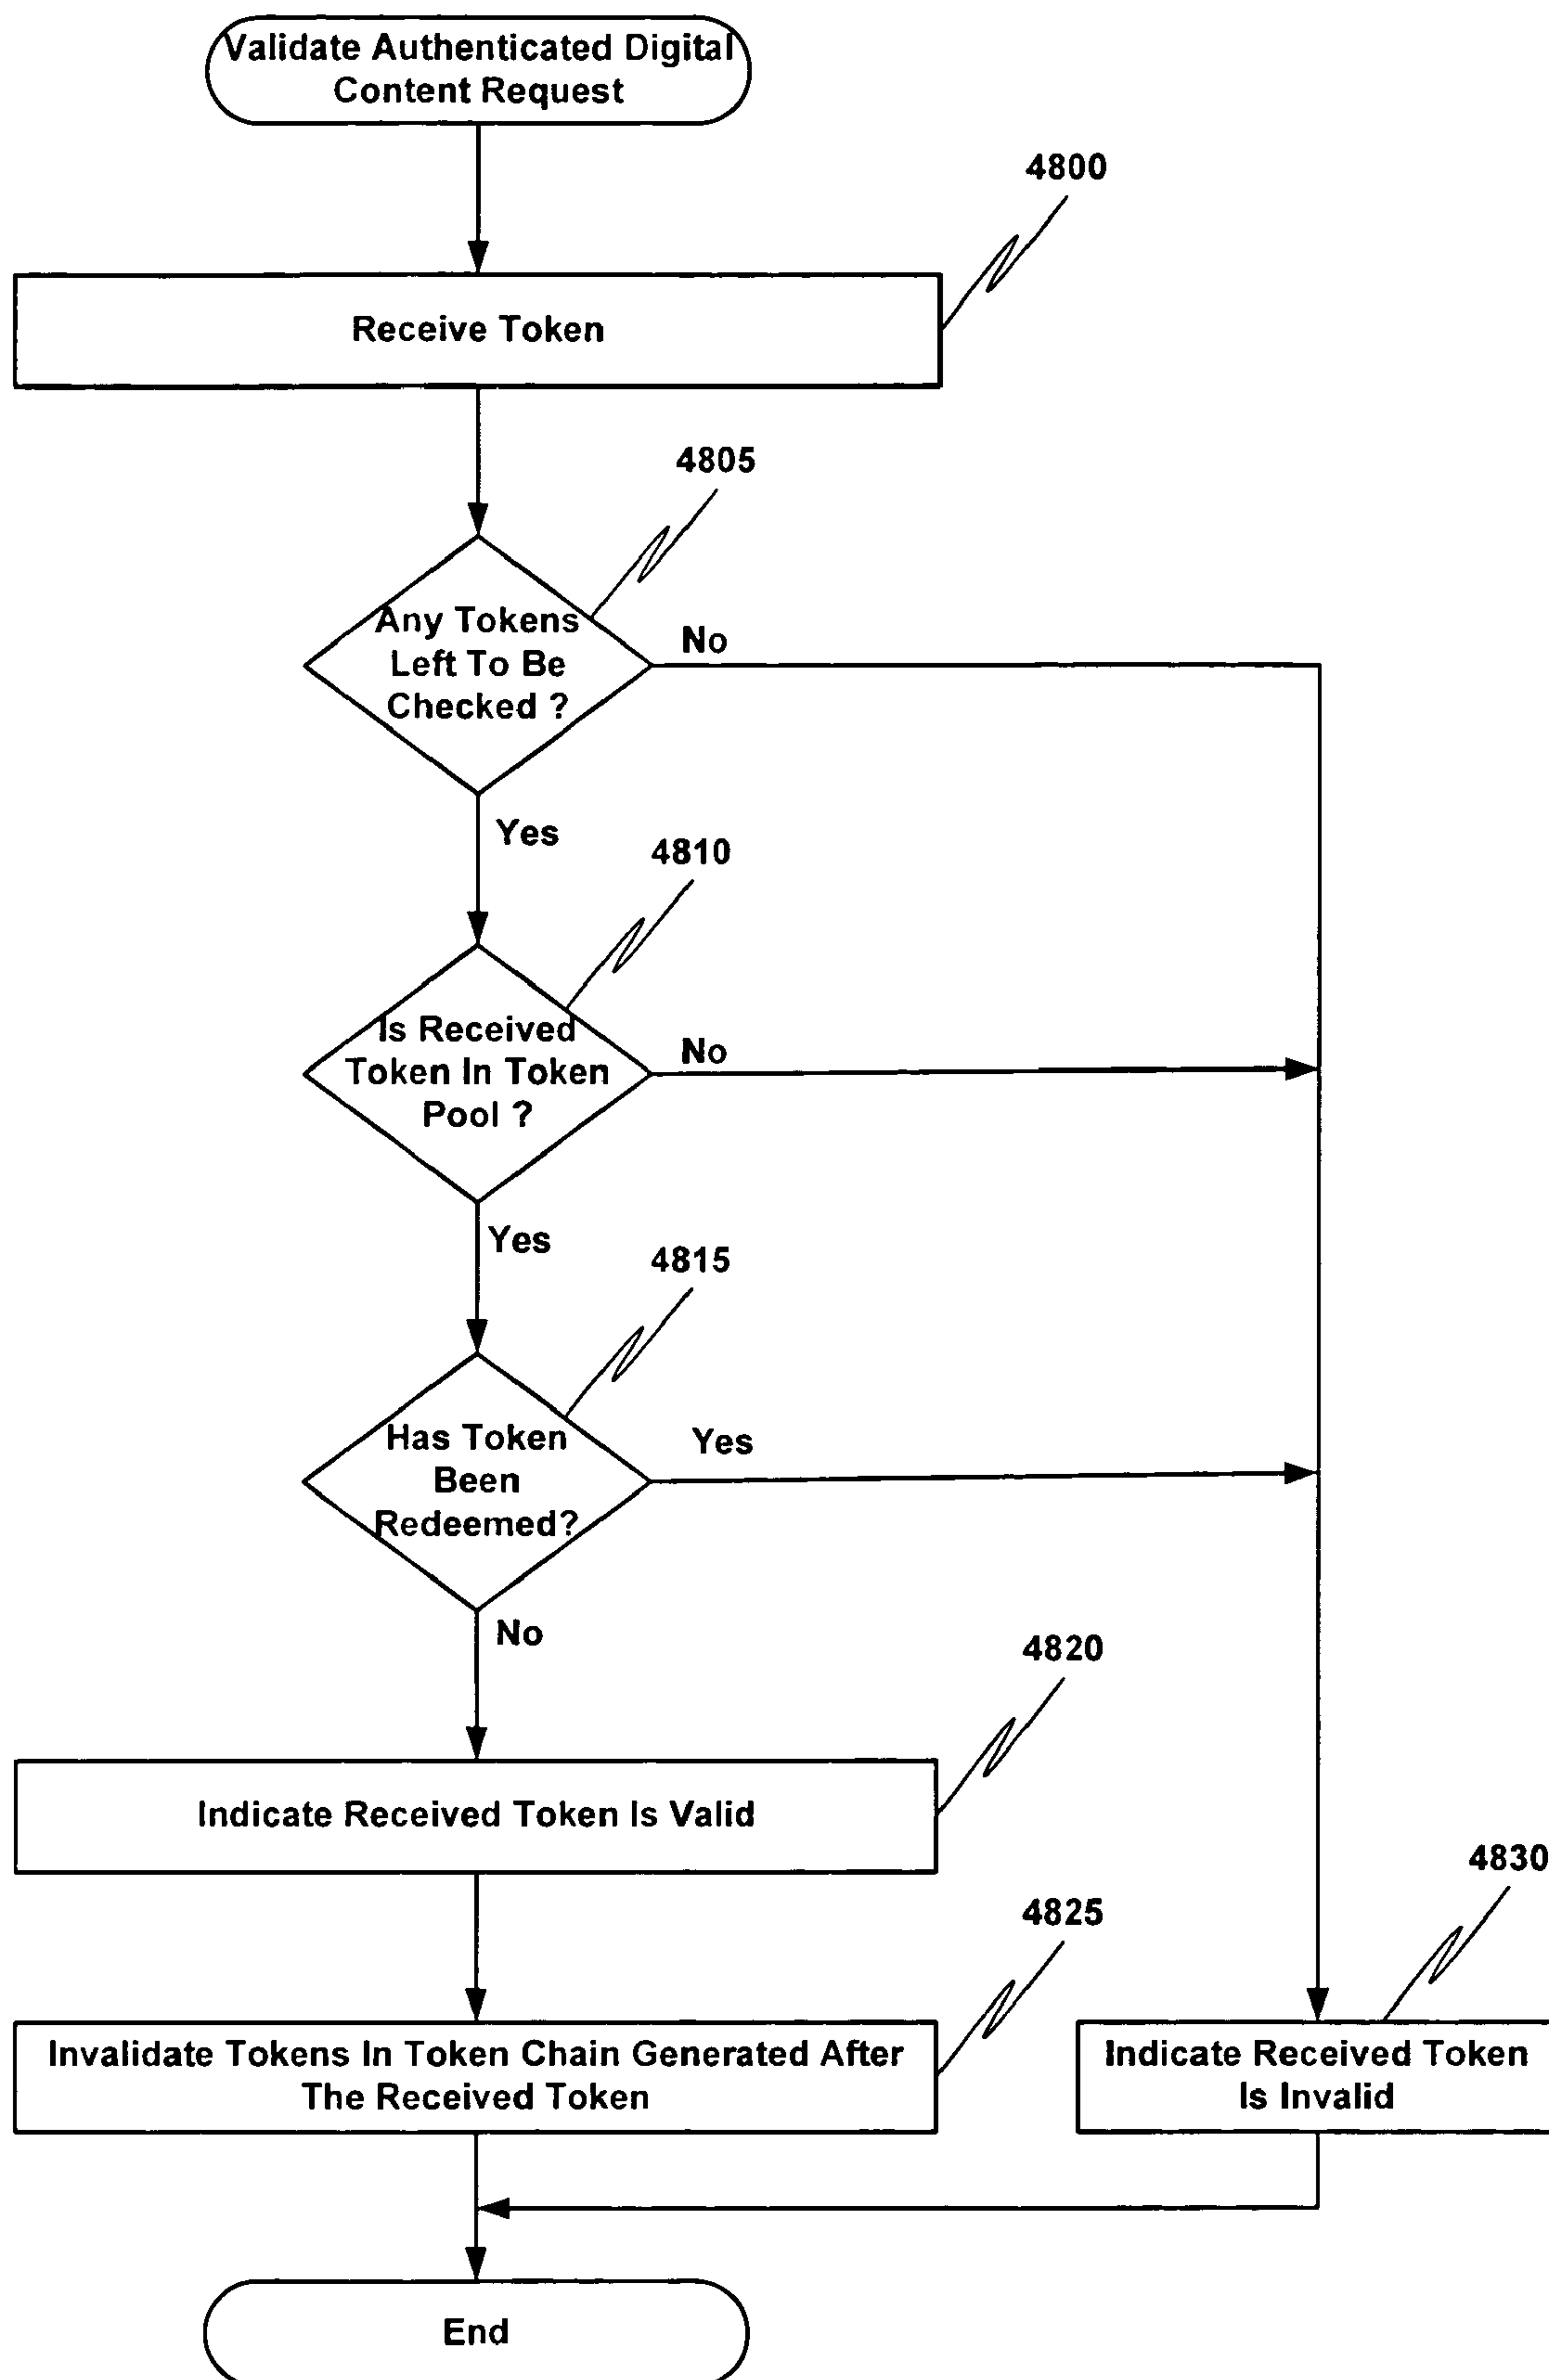 Validate Authenticated Digital
Content Request
4800
Receive Token
4805
Any Tokens
Left To Be
Checked ?
No
Yes
4810
Is Received
Token In Token
Pool ?
No
Yes
4815
Has Token
Been
Redeemed?
Yes
No
4820
Indicate Received Token Is Valid
4825
Invalidate Tokens In Token Chain Generated After
The Received Token
4830
Indicate Received Token
Is Invalid
End